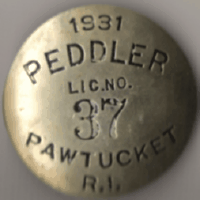 1931
PEDDLER
LIC.NO.
37
PAWTUCKET
R.I.